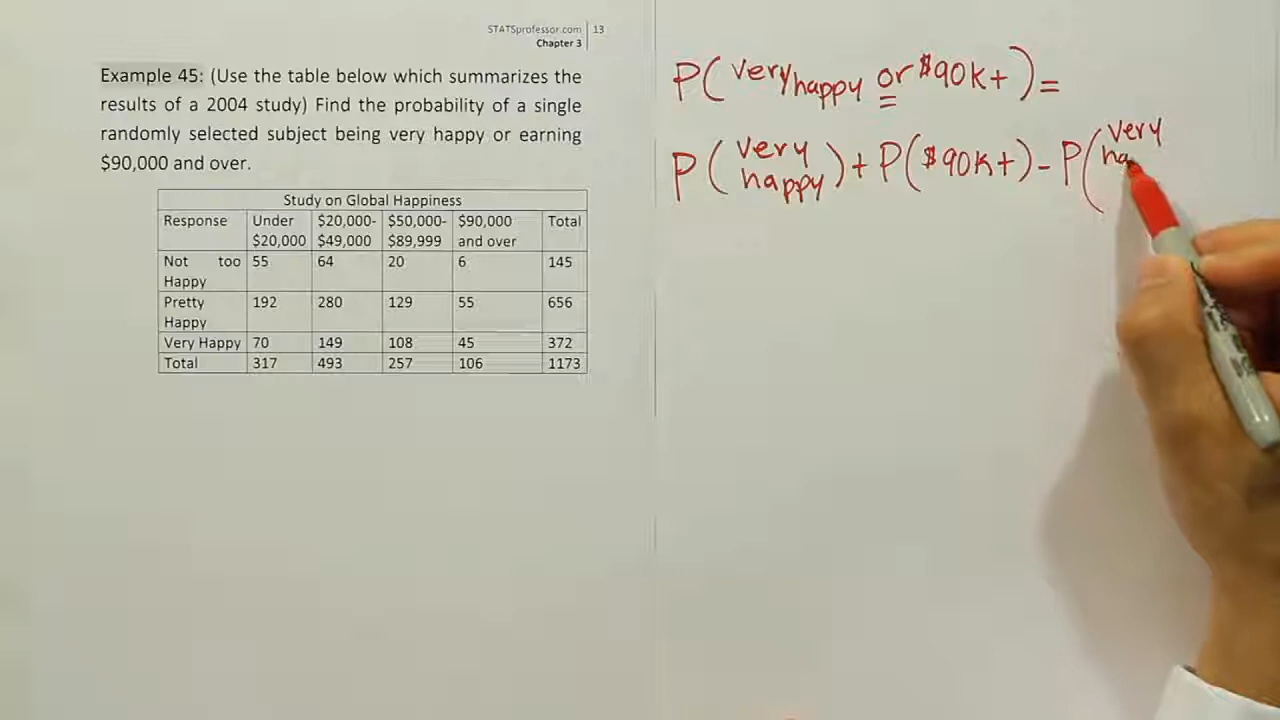 STATSprofessor.com 13
Chapter 3
Example 45: (Use the table below which summarizes the
results of a 2004 study) Find the probability of a single
randomly selected subject being very happy or earning
$90,000 and over.
Study on Global Happiness
Response Under $20,000- $50,000- $90,000 Total
$20,000 $49,000 $89,999 and over
Not too 55 64 20 6 145
Happy
Pretty 192 280 129 55 656
Happy
Very Happy 70 149 108 45 372
Total 317 493 257 106 1173
P(very happy or $90K+) =
P(very happy) + P($90K+) - P(very ha